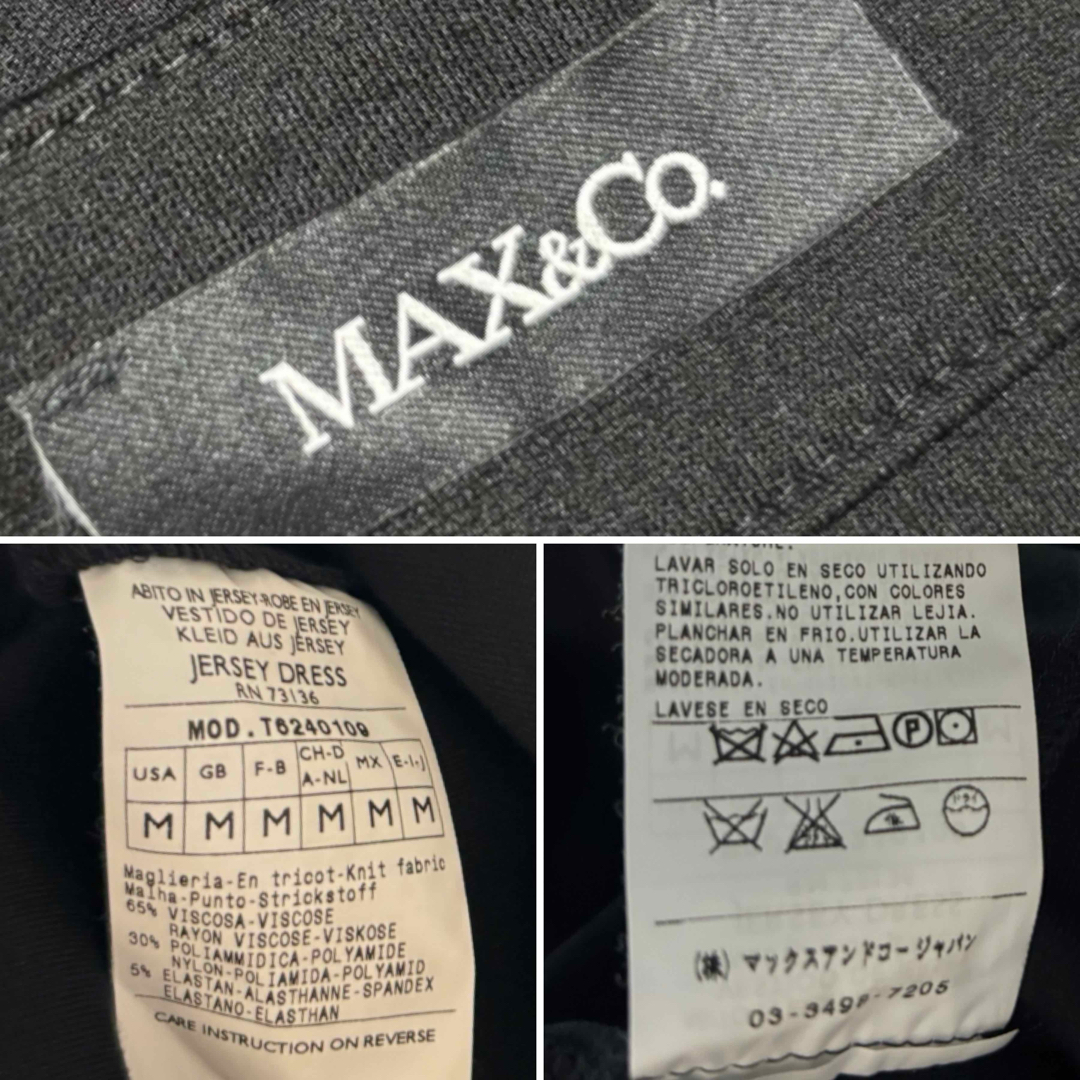 MAX&Co.
ABITO IN JERSEY-ROBE EN JERSEY
VESTIDO DE JERSEY
KLEID AUS JERSEY
JERSEY DRESS
RN 73136
MOD. T6240109
USA GB F-B CH-D A-NL MX E-I-J
M M M M M M
Maglieria-En tricot-Knit fabric
Malha-Punto-Strickstoff
65% VISCOSA-VISCOSE
RAYON VISCOSE-VISKOSE
30% POLIAMMIDICA-POLYAMIDE
NYLON-POLIAMIDA-POLYAMID
5% ELASTAN-ALASTHANNE-SPANDEX
ELASTANO-ELASTHAN
CARE INSTRUCTION ON REVERSE
LAVAR SOLO EN SECO UTILIZANDO
TRICLOROETILENO,CON COLORES
SIMILARES.NO UTILIZAR LEJIA.
PLANCHAR EN FRIO.UTILIZAR LA
SECADORA A UNA TEMPERATURA
MODERADA.
LAVESE EN SECO
P
(株) マックスアンドコージャパン
03-3498-7205